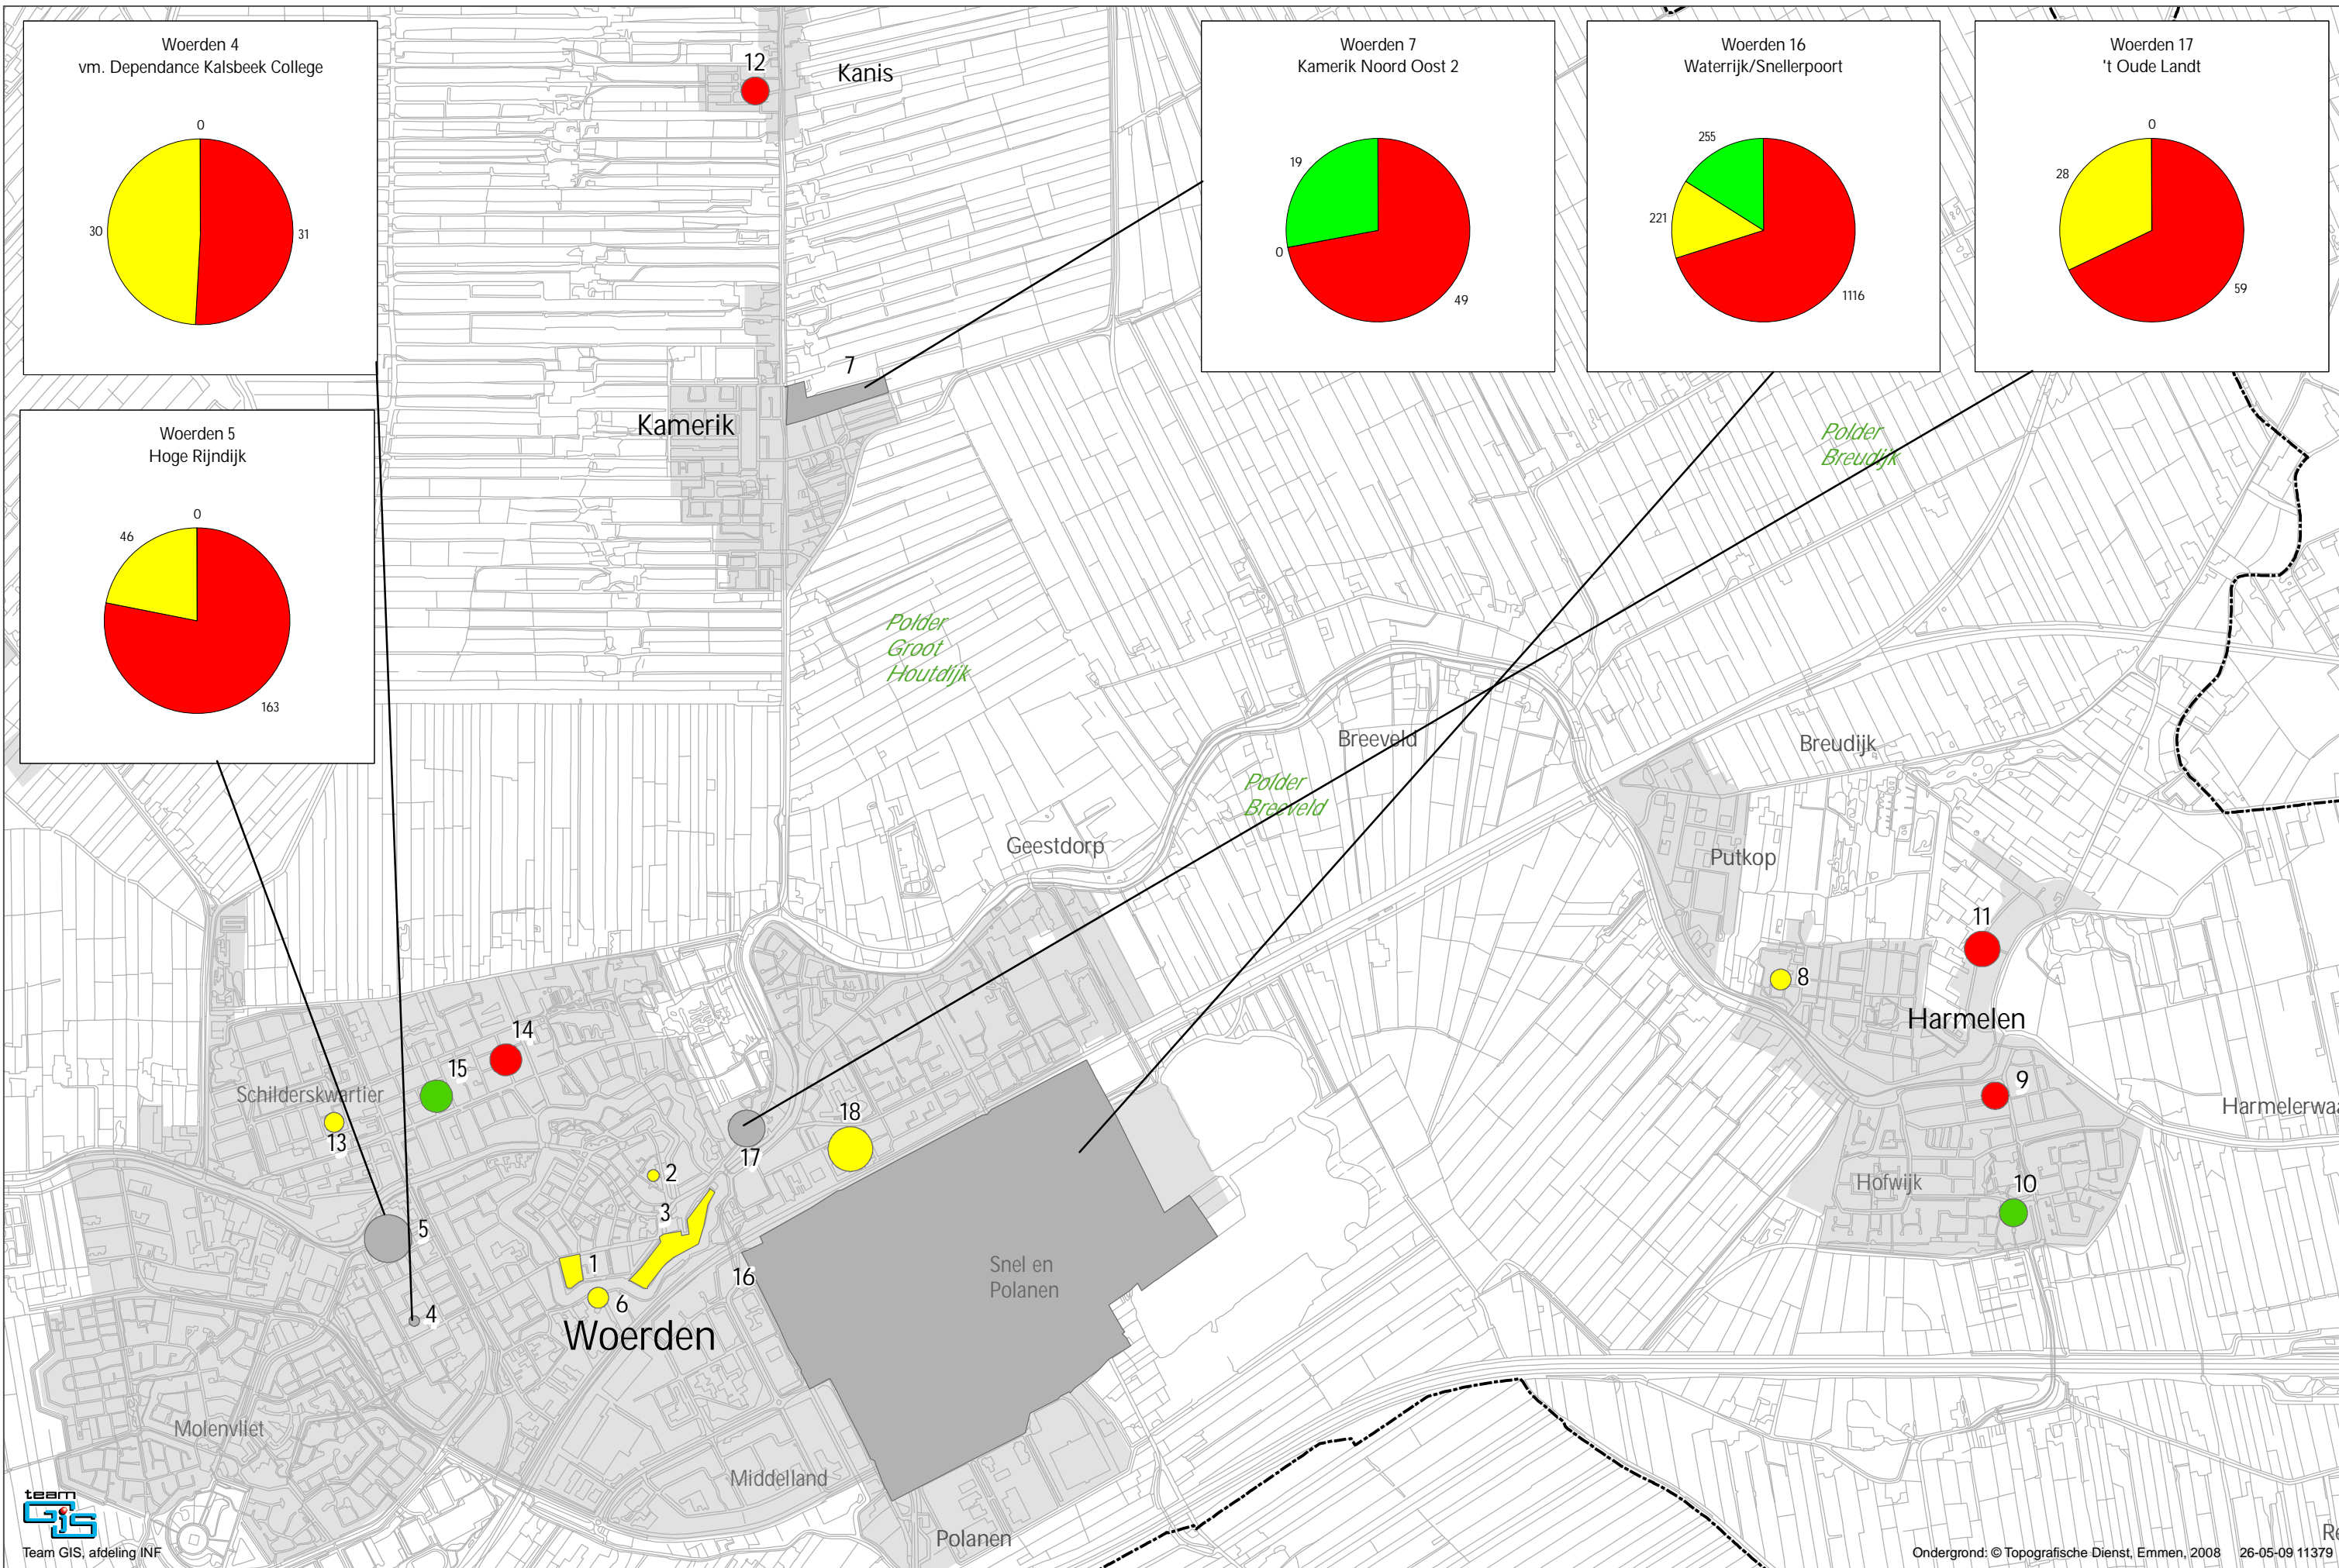 Woerden 4
vm. Dependance Kalsbeek College
0
30
31
Woerden 5
Hoge Rijndijk
0
46
163
Woerden 7
Kamerik Noord Oost 2
19
0
49
Woerden 16
Waterrijk/Snellerpoort
255
221
1116
Woerden 17
't Oude Landt
0
28
59
12
Kanis
7
Kamerik
Polder
Breudijk
Polder
Groot
Houtdijk
Breeveld
Breudijk
Polder
Breeveld
Geestdorp
Putkop
11
8
Harmelen
14
15
Schilderskwartier
13
18
17
9
Harmelerwaa
2
3
Hofwijk
10
5
1
16
Snel en
Polanen
6
4
Woerden
Molenvliet
Middelland
Polanen
team
GiS
Team GIS, afdeling INF
Re
Ondergrond: © Topografische Dienst, Emmen, 2008 26-05-09 11379